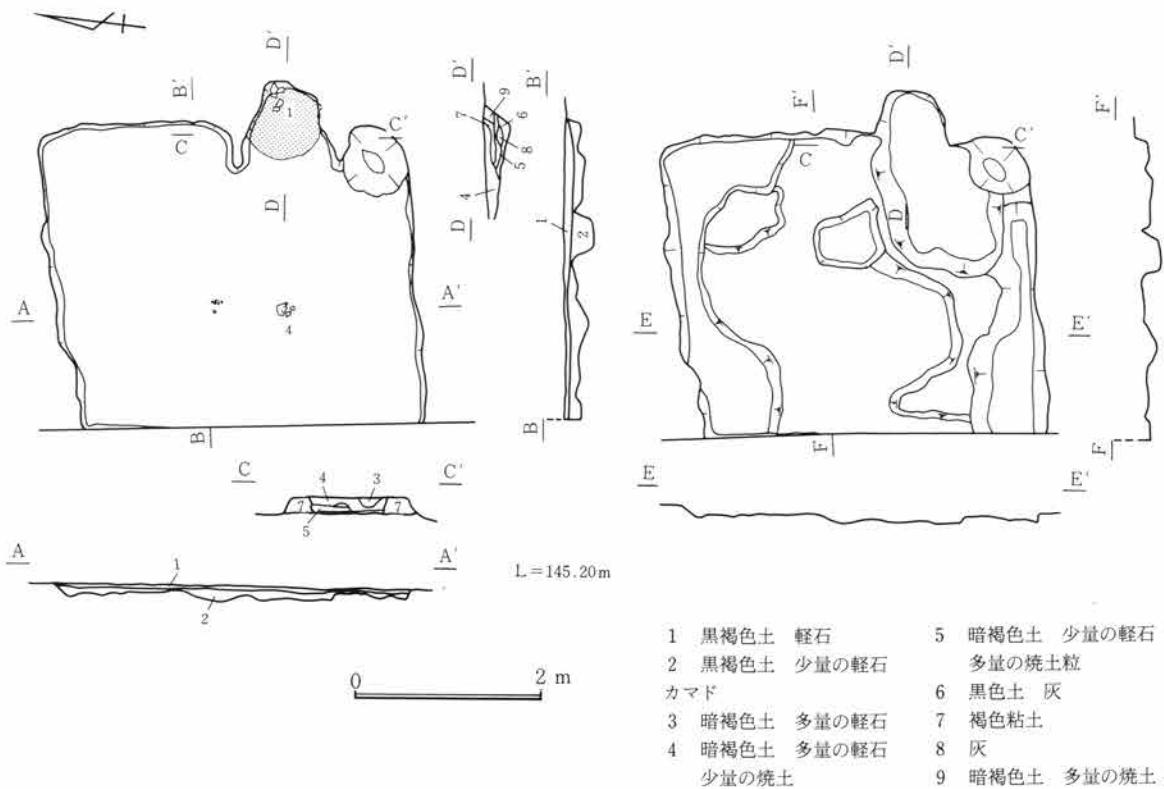 D'
B'
C
1
C'
D
A
A'
4
B
D'
9
7
6
8
5
4
D
B'
1
2
B
D'
F'
C
C'
D
E
E'
F
F'
F
C
C'
4
3
7
7
5
A
A'
1
2
E
E'
L＝145.20m
0
2 m
1 黒褐色土 軽石
2 黒褐色土 少量の軽石
カマド
3 暗褐色土 多量の軽石
4 暗褐色土 多量の軽石
少量の焼土
5 暗褐色土 少量の軽石
多量の焼土粒
6 黒色土 灰
7 褐色粘土
8 灰
9 暗褐色土 多量の焼土